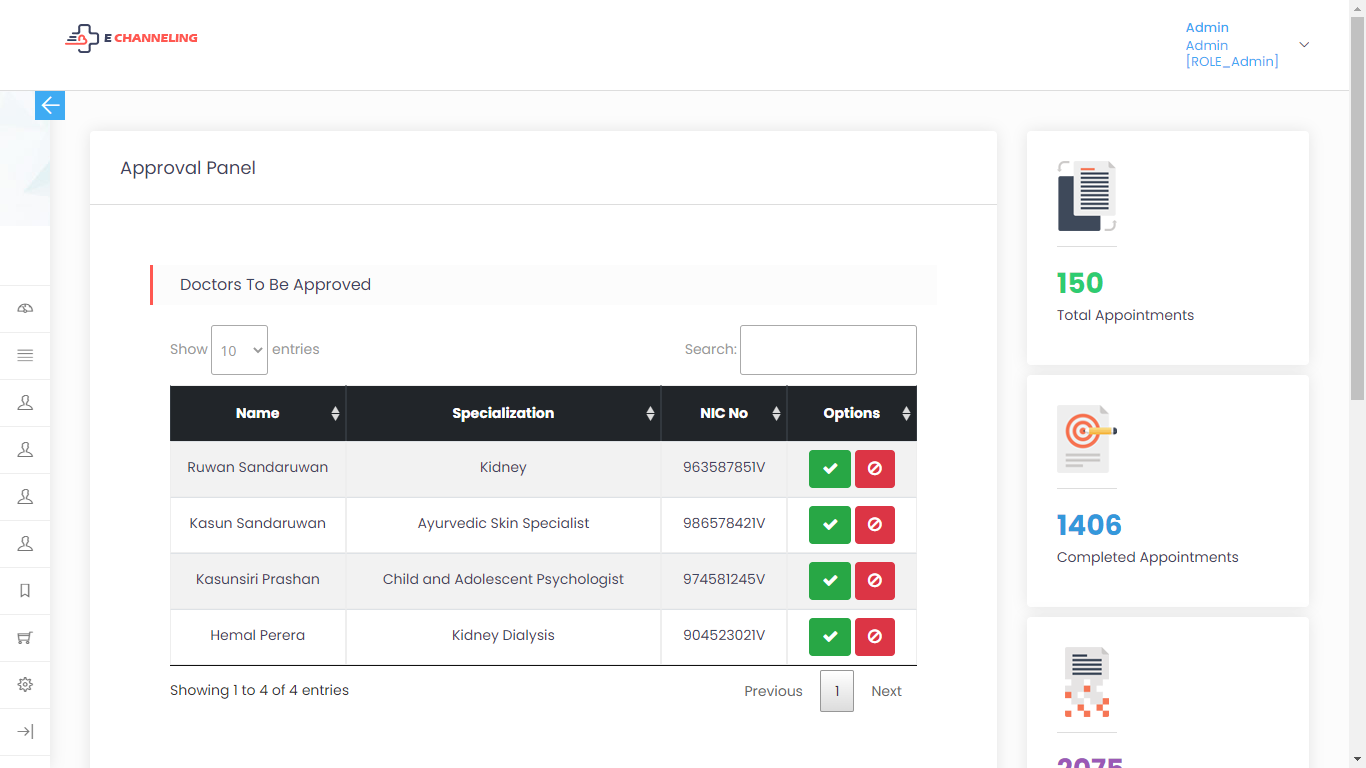 E CHANNELING
Admin
Admin
[ROLE_Admin]
Approval Panel
Doctors To Be Approved
Show 10 entries
Search:
Name Specialization NIC No Options
Ruwan Sandaruwan Kidney 963587851V
Kasun Sandaruwan Ayurvedic Skin Specialist 986578421V
Kasunsiri Prashan Child and Adolescent Psychologist 974581245V
Hemal Perera Kidney Dialysis 904523021V
Showing 1 to 4 of 4 entries
Previous 1 Next
150
Total Appointments
1406
Completed Appointments
2075